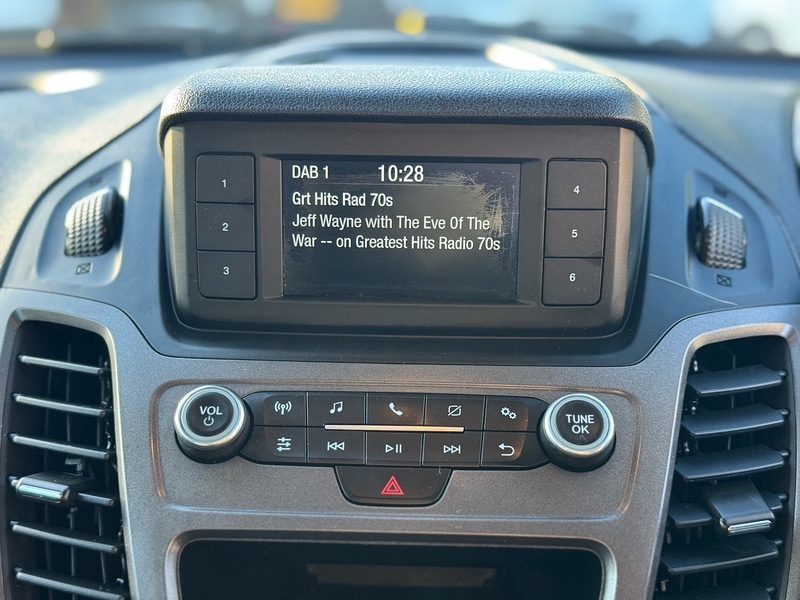 DAB 1 10:28
Grt Hits Rad 70s
Jeff Wayne with The Eve Of The
War -- on Greatest Hits Radio 70s
1
2
3
4
5
6
VOL
TUNE
OK